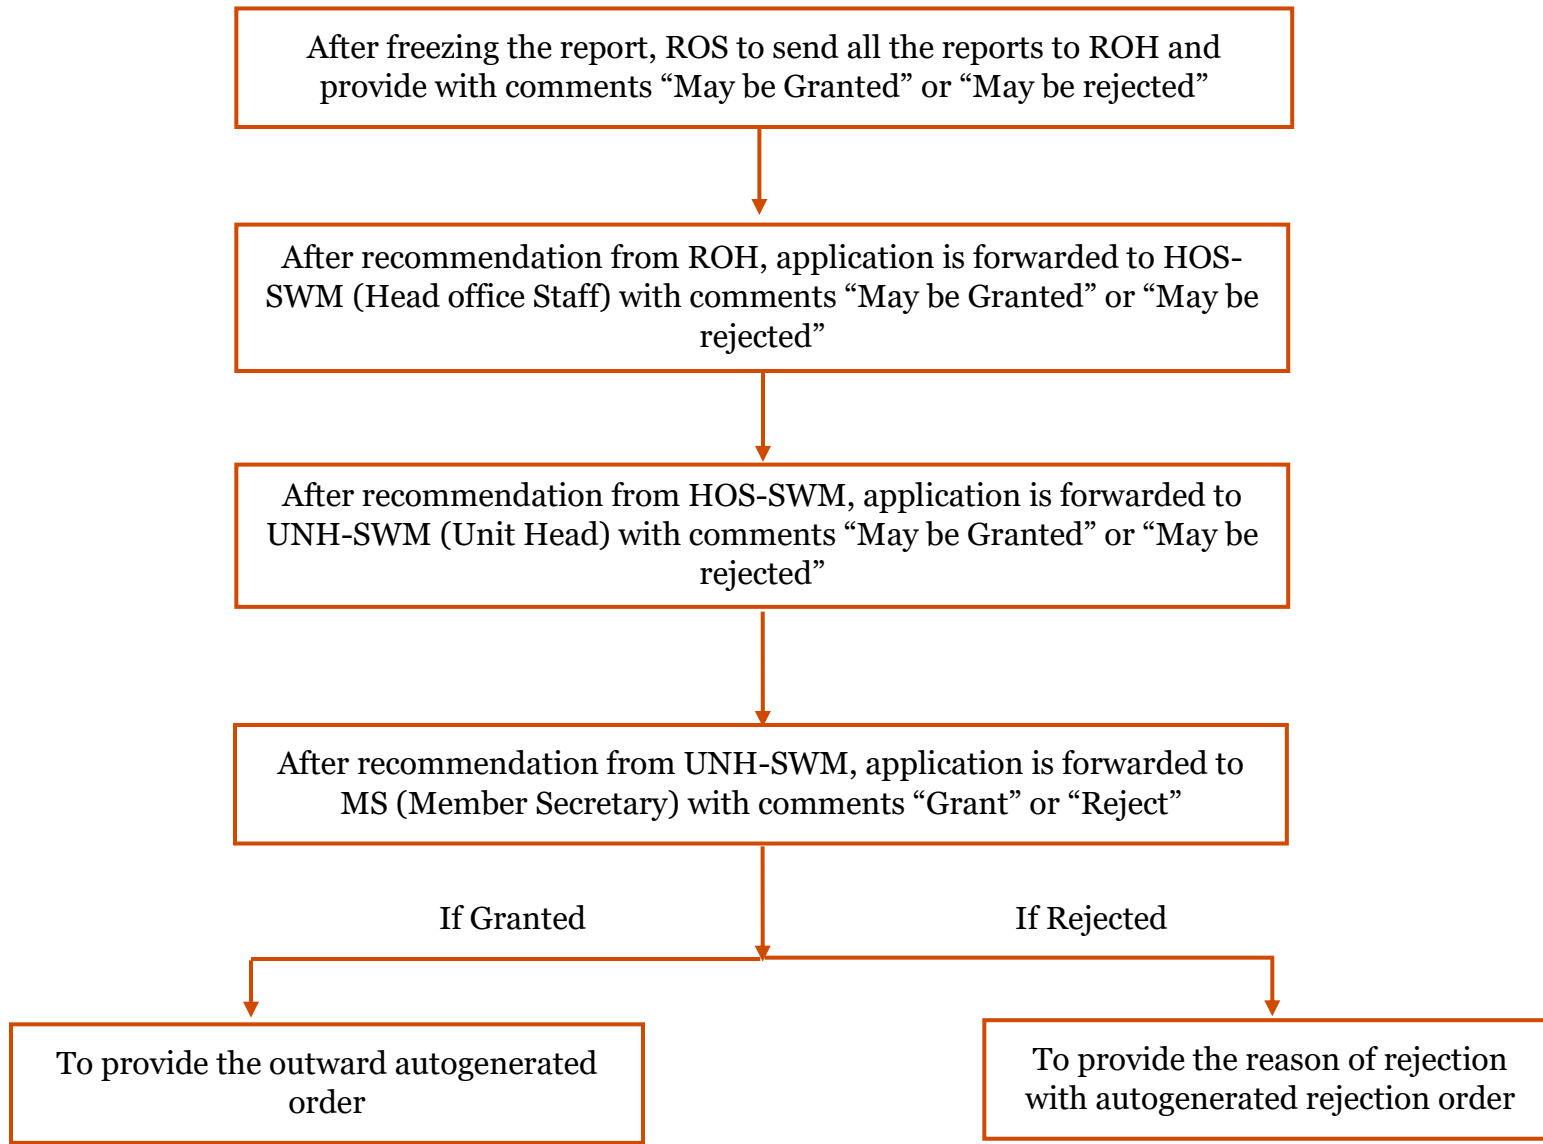 After freezing the report, ROS to send all the reports to ROH and
provide with comments “May be Granted” or “May be rejected”
After recommendation from ROH, application is forwarded to HOS-
SWM (Head office Staff) with comments “May be Granted” or “May be
rejected”
After recommendation from HOS-SWM, application is forwarded to
UNH-SWM (Unit Head) with comments “May be Granted” or “May be
rejected”
After recommendation from UNH-SWM, application is forwarded to
MS (Member Secretary) with comments “Grant” or “Reject”
If Granted
If Rejected
To provide the outward autogenerated
order
To provide the reason of rejection
with autogenerated rejection order